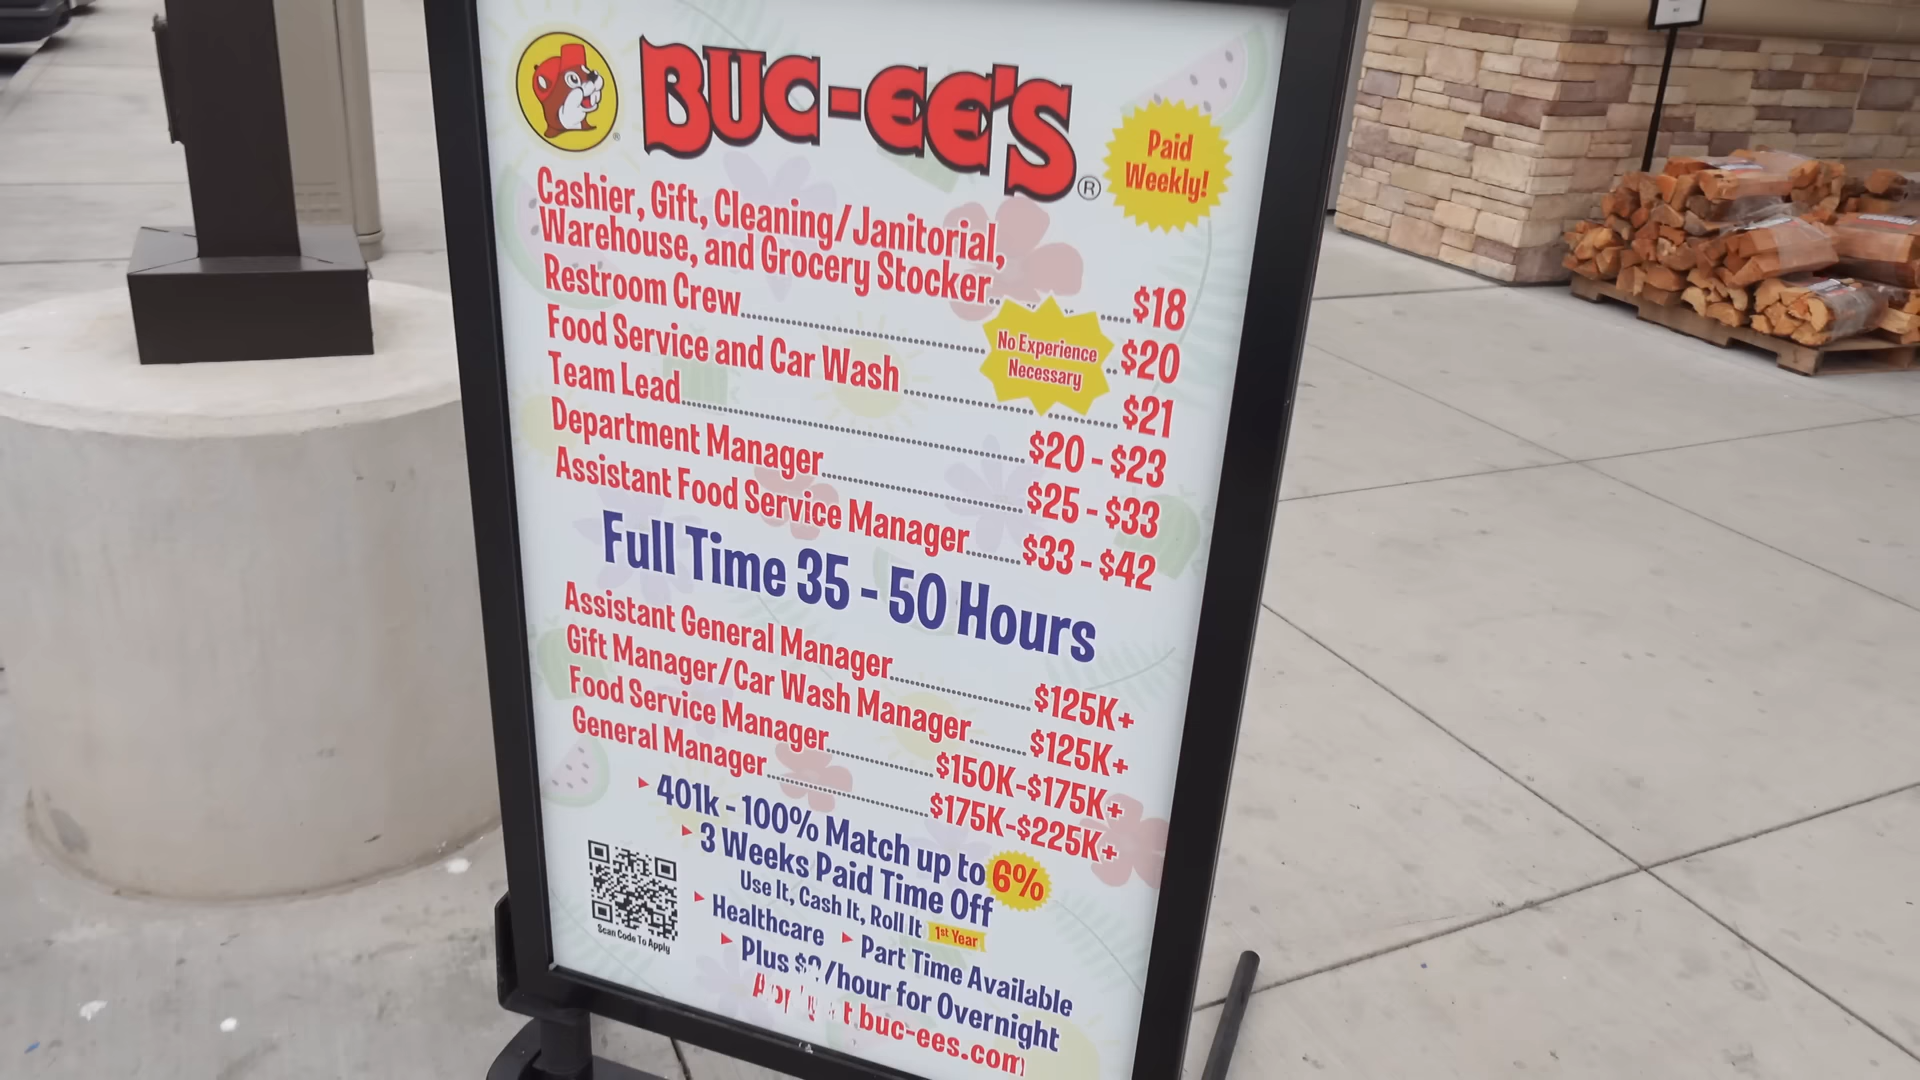 BUC-EE'S
®
Paid
Weekly!
Cashier, Gift, Cleaning/Janitorial,
Warehouse, and Grocery Stocker $18
Restroom Crew $20
No Experience
Necessary
Food Service and Car Wash $21
Team Lead $20 - $23
Department Manager $25 - $33
Assistant Food Service Manager $33 - $42
Full Time 35 - 50 Hours
Assistant General Manager $125K+
Gift Manager/Car Wash Manager $125K+
Food Service Manager $150K-$175K+
General Manager $175K-$225K+
401k - 100% Match up to 6%
3 Weeks Paid Time Off
Use It, Cash It, Roll It 1st Year
Healthcare Part Time Available
Plus /hour for Overnight
buc-ees.com
Scan Code To Apply